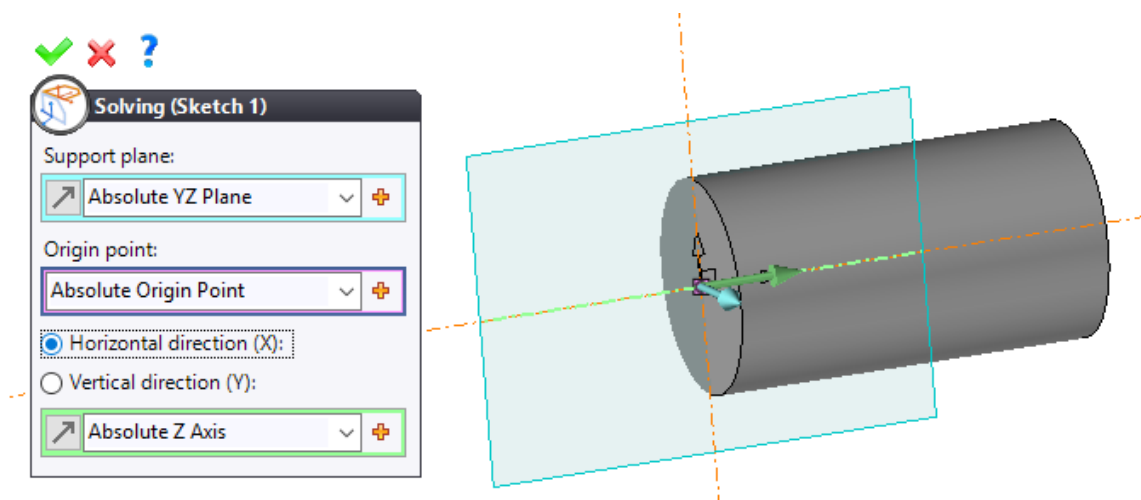 ?
Solving (Sketch 1)
Support plane:
Absolute YZ Plane
Origin point:
Absolute Origin Point
Horizontal direction (X):
Vertical direction (Y):
Absolute Z Axis